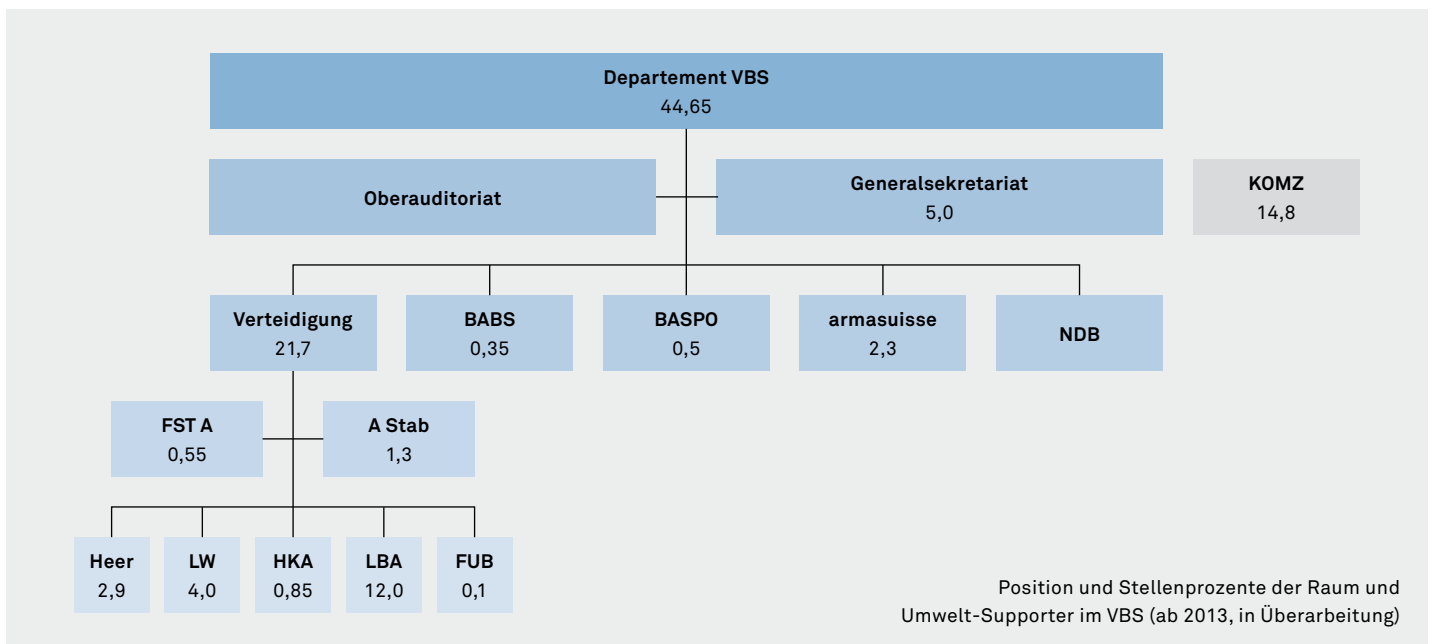 Departement VBS
44,65
Oberauditoriat
Generalsekretariat
5,0
KOMZ
14,8
Verteidigung
21,7
BABS
0,35
BASPO
0,5
armasuisse
2,3
NDB
FST A
0,55
A Stab
1,3
Heer
2,9
LW
4,0
HKA
0,85
LBA
12,0
FUB
0,1
Position und Stellenprozente der Raum und
Umwelt-Supporter im VBS (ab 2013, in Überarbeitung)